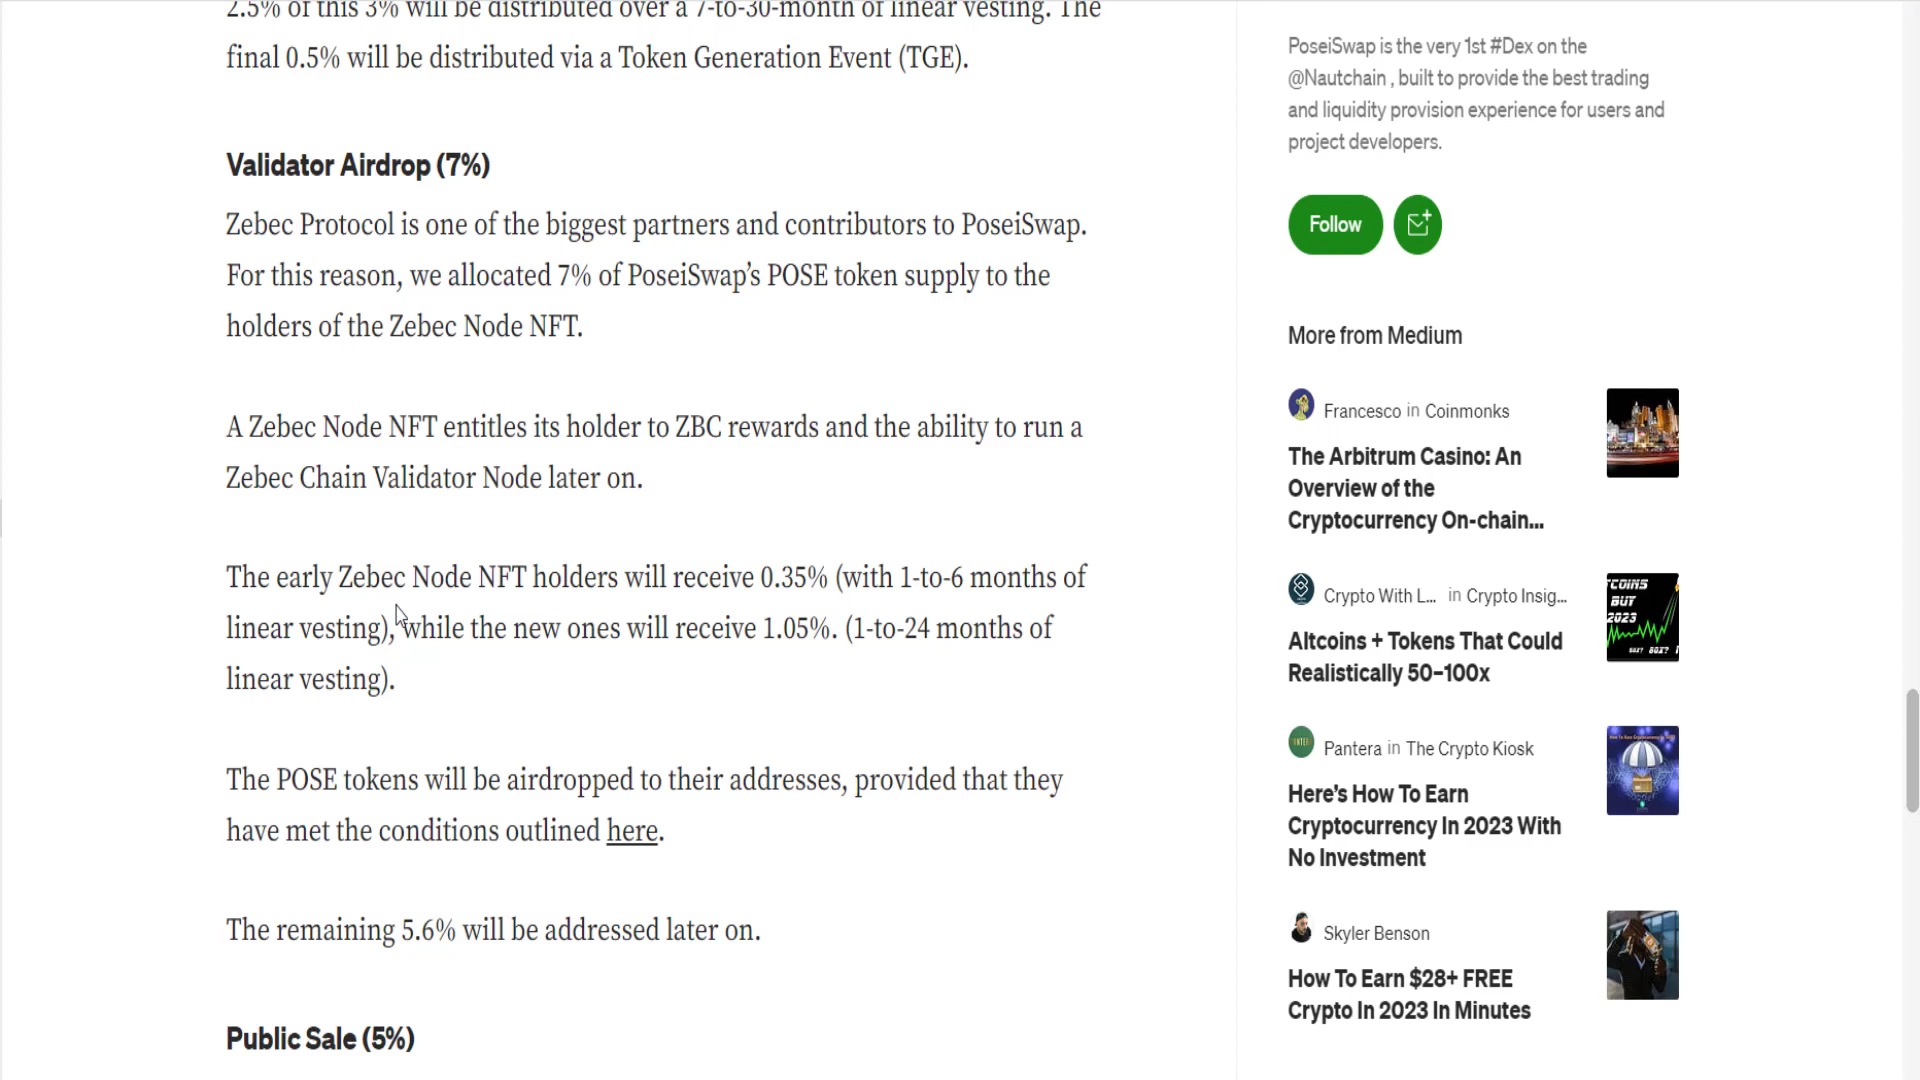 2.5% of this 3% will be distributed over a 7-to-30-month of linear vesting. The
final 0.5% will be distributed via a Token Generation Event (TGE).
Validator Airdrop (7%)
Zebec Protocol is one of the biggest partners and contributors to PoseiSwap.
For this reason, we allocated 7% of PoseiSwap’s POSE token supply to the
holders of the Zebec Node NFT.
A Zebec Node NFT entitles its holder to ZBC rewards and the ability to run a
Zebec Chain Validator Node later on.
The early Zebec Node NFT holders will receive 0.35% (with 1-to-6 months of
linear vesting), while the new ones will receive 1.05%. (1-to-24 months of
linear vesting).
The POSE tokens will be airdropped to their addresses, provided that they
have met the conditions outlined here.
The remaining 5.6% will be addressed later on.
Public Sale (5%)
PoseiSwap is the very 1st #Dex on the
@Nautchain , built to provide the best trading
and liquidity provision experience for users and
project developers.
Follow
More from Medium
Francesco in Coinmonks
The Arbitrum Casino: An
Overview of the
Cryptocurrency On-chain...
Crypto With L... in Crypto Insig...
Altcoins + Tokens That Could
Realistically 50–100x
TCOINS
BUY
2023
50X? 80X?
Pantera in The Crypto Kiosk
Here’s How To Earn
Cryptocurrency In 2023 With
No Investment
Skyler Benson
How To Earn $28+ FREE
Crypto In 2023 In Minutes